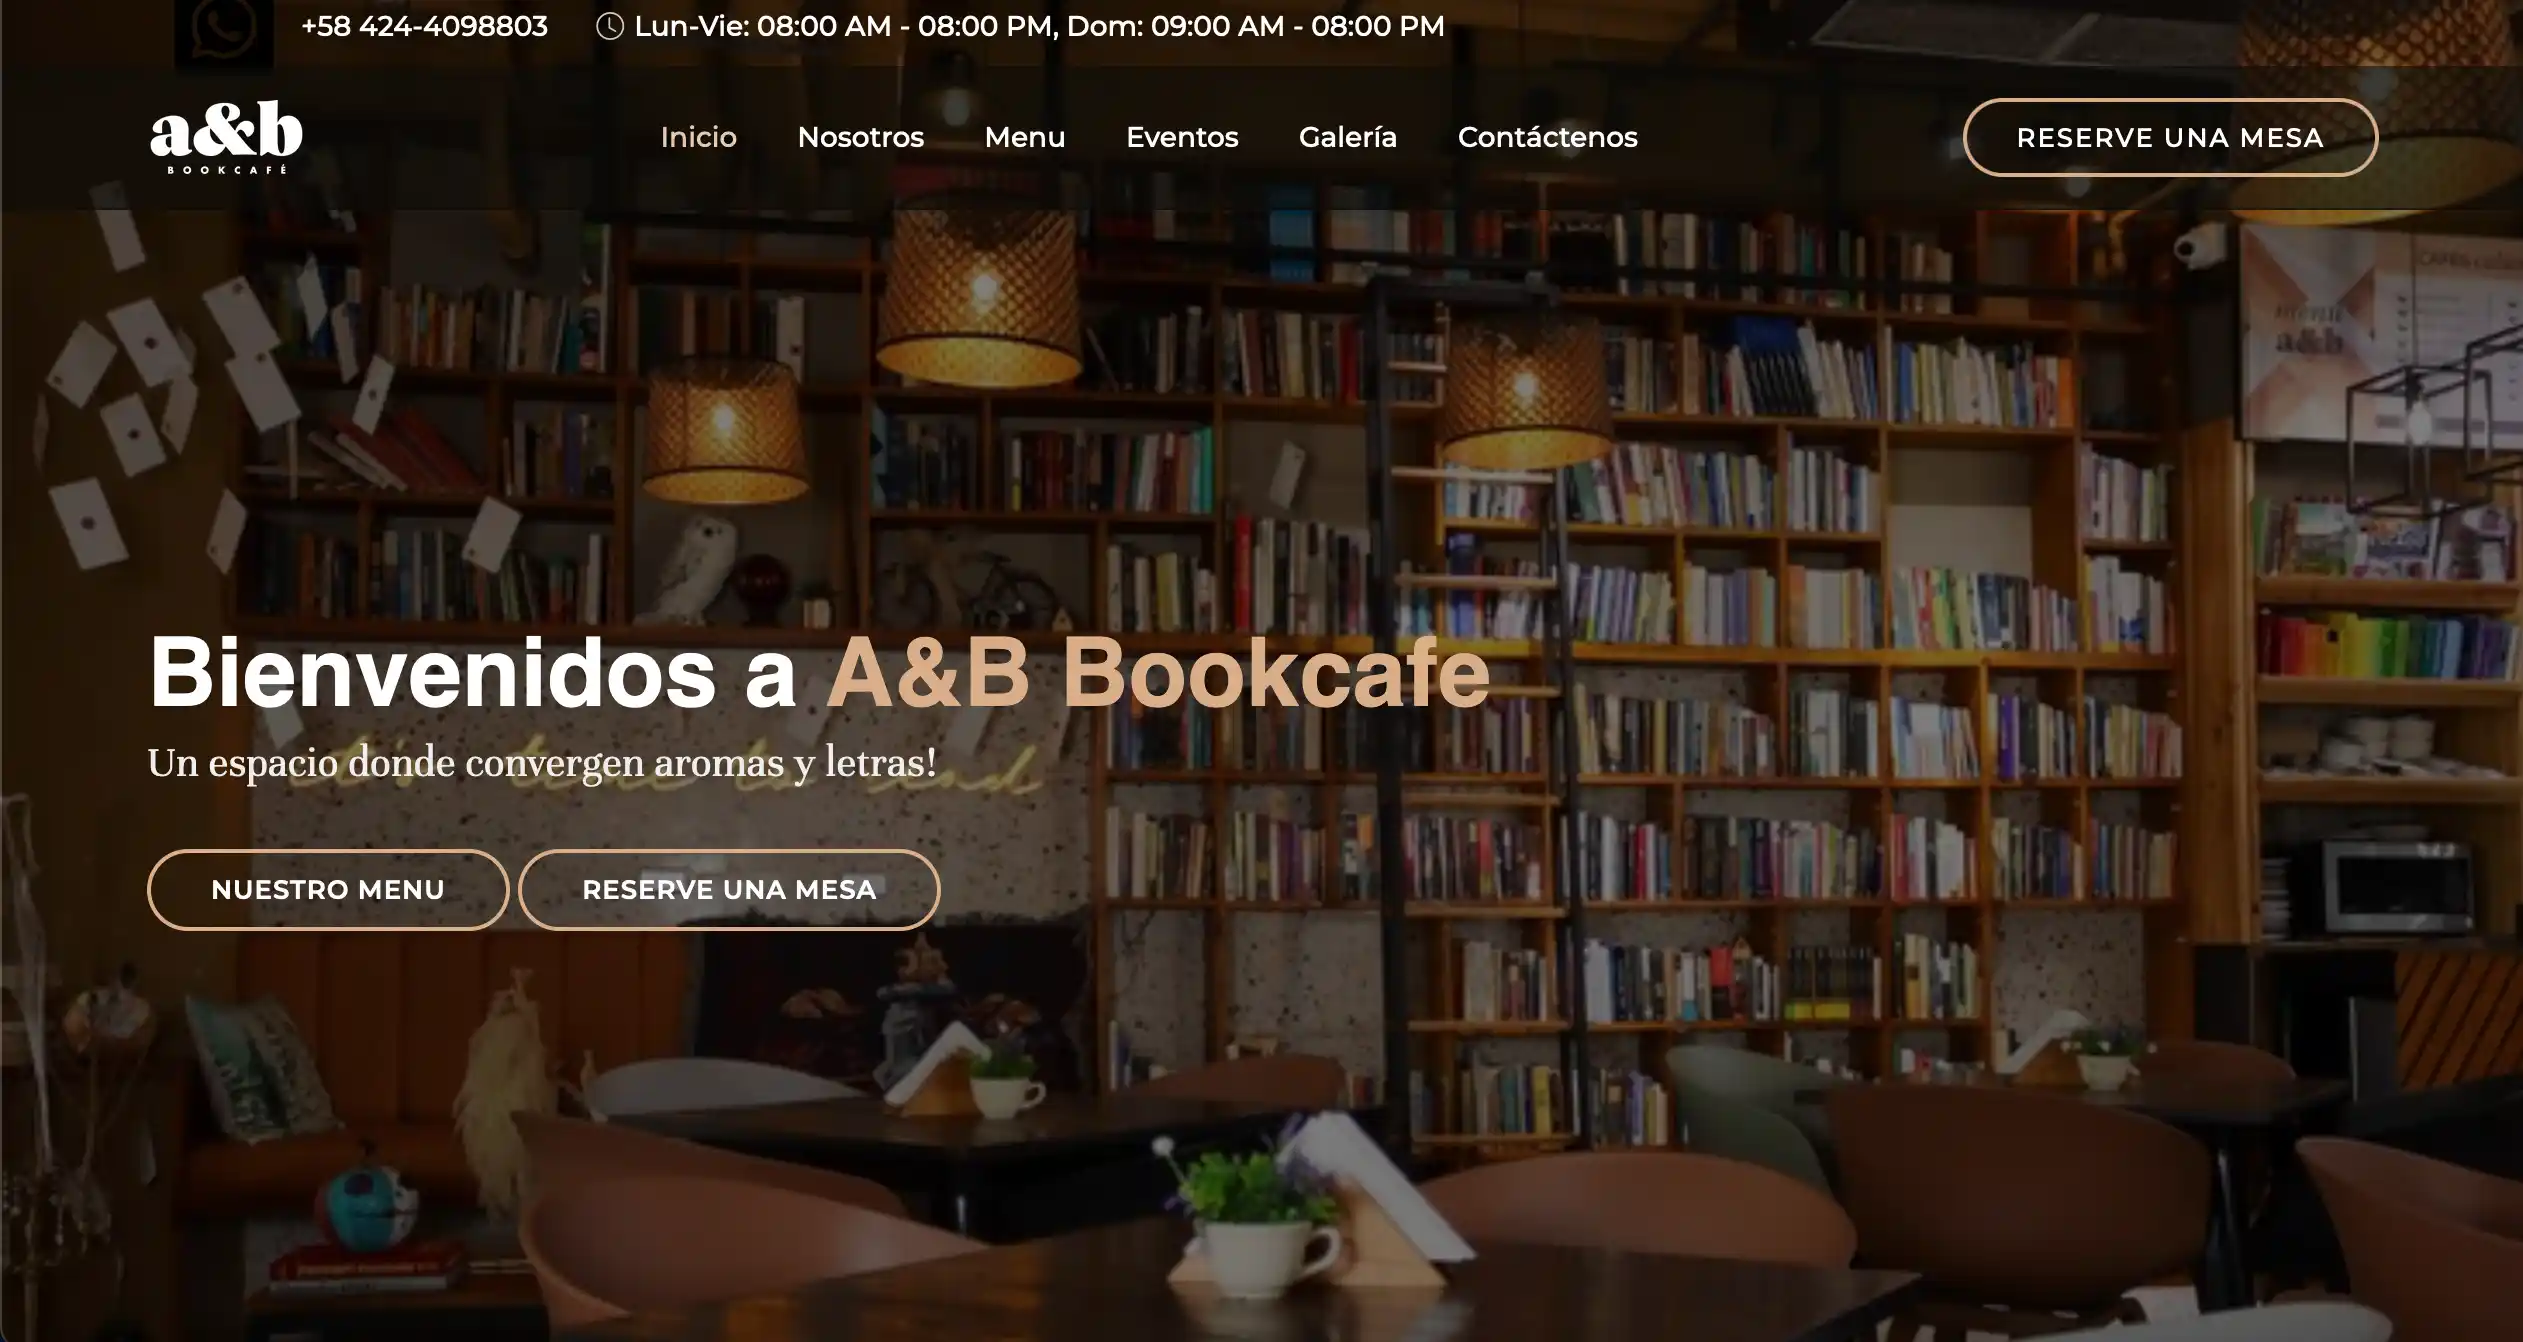 +58 424-4098803
Lun-Vie: 08:00 AM - 08:00 PM, Dom: 09:00 AM - 08:00 PM
a&b
BOOKCAFÉ
Inicio
Nosotros
Menu
Eventos
Galería
Contáctenos
RESERVE UNA MESA
a&b
Bienvenidos a A&B Bookcafe
Un espacio donde convergen aromas y letras!
NUESTRO MENU
RESERVE UNA MESA